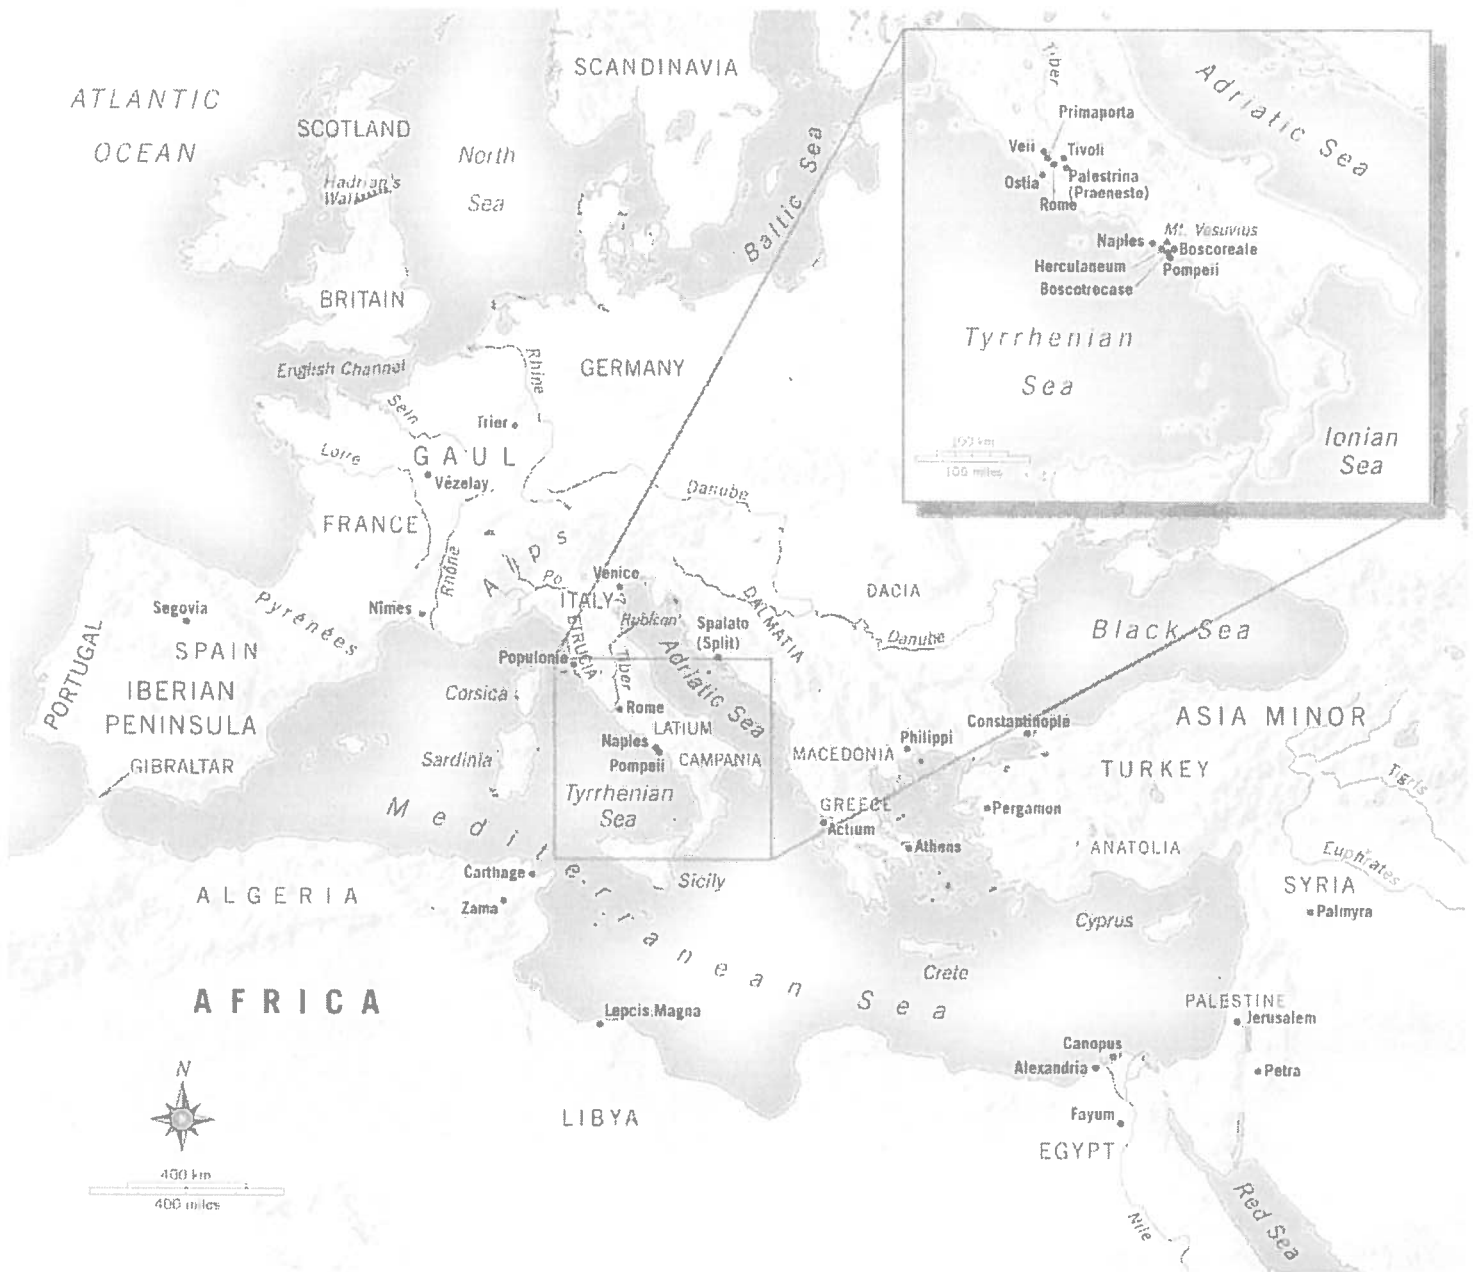 ATLANTIC
OCEAN
SCOTLAND
Hadrian's
Wall
North
Sea
SCANDINAVIA
Baltic Sea
BRITAIN
English Channel
Rhine
GERMANY
Sein
Trier
Loire
GAUL
Vézelay
FRANCE
Danube
Rhône
ALPS
Po
Venice
ITALY
Rubicon
Nîmes
Pyrénées
Segovia
SPAIN
PORTUGAL
IBERIAN
PENINSULA
GIBRALTAR
Populonia
ETRUCIA
Tiber
Spalato
(Split)
DALMATIA
DACIA
Danube
Black Sea
Adriatic Sea
Corsica
Rome
LATIUM
Sardinia
Naples
Pompeii
CAMPANIA
Tyrrhenian
Sea
MACEDONIA
Philippi
Constantinople
ASIA MINOR
TURKEY
Tigris
GREECE
Actium
Pergamon
Athens
ANATOLIA
Euphrates
SYRIA
Palmyra
Mediterranean Sea
Carthage
Zama
Sicily
ALGERIA
Cyprus
Crete
AFRICA
Lepcis Magna
PALESTINE
Jerusalem
Canopus
Alexandria
Petra
Fayum
EGYPT
LIBYA
Nile
Red Sea
N
400 km
400 miles
Tiber
Adriatic Sea
Primaporta
Veii
Tivoli
Ostia
Palestrina
(Praeneste)
Rome
Mt. Vesuvius
Naples
Boscoreale
Herculaneum
Pompeii
Boscotrecase
Tyrrhenian
Sea
Ionian
Sea
100 km
100 miles